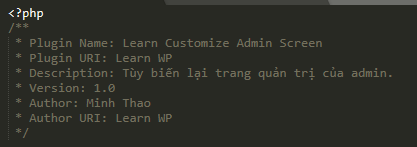 <?php
/**
* Plugin Name: Learn Customize Admin Screen
* Plugin URI: Learn WP
* Description: Tùy biến lại trang quản trị của admin.
* Version: 1.0
* Author: Minh Thao
* Author URI: Learn WP
*/